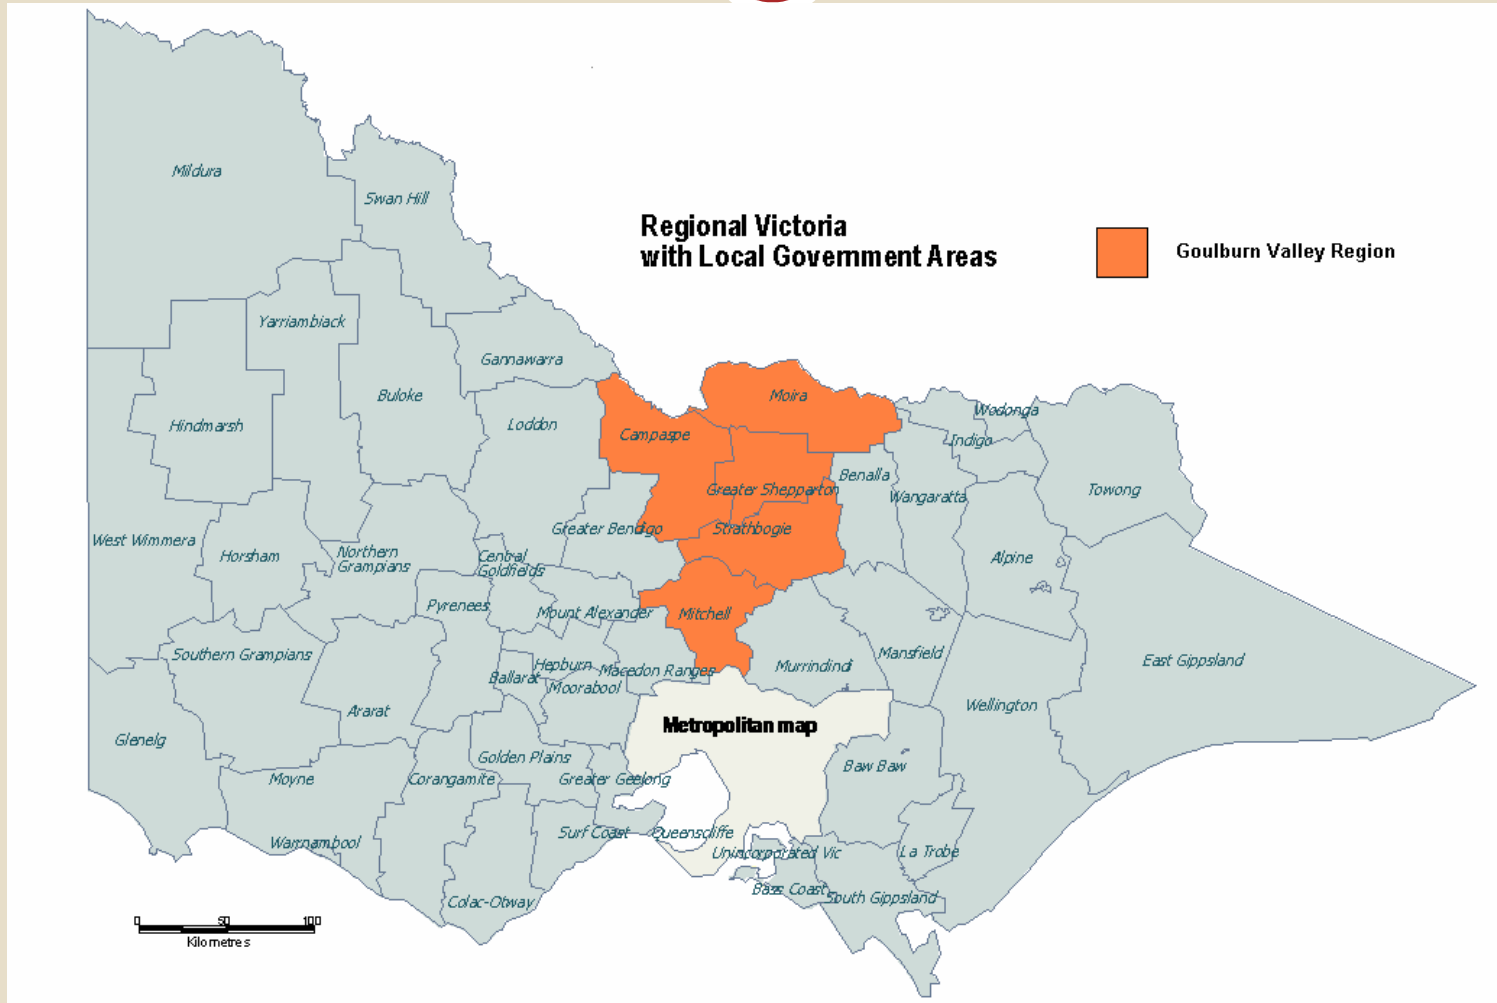 Mildura
Swan Hill
Regional Victoria
with Local Government Areas
Goulburn Valley Region
Yarriambiack
Gannawarra
Buloke
Moira
Hindmarsh
Loddon
Campaspe
Wodonga
Indigo
Benalla
Wangaratta
Greater Shepparton
Towong
West Wimmera
Horsham
Northern
Grampians
Central
Goldfields
Greater Bendigo
Strathbogie
Alpine
Pyrenees
Mount Alexander
Mitchell
Southern Grampians
Hepburn
Macedon Ranges
Ballarat
Moorabool
Murrindindi
Mansfield
East Gippsland
Ararat
Wellington
Glenelg
Metropolitan map
Golden Plains
Moyne
Corangamite
Greater Geelong
Baw Baw
Warrnambool
Surf Coast
Queenscliffe
Unincorporated Vic
La Trobe
Bass Coast
South Gippsland
Colac-Otway
0 50 100
Kilometres